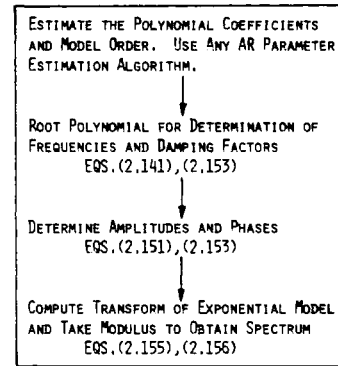 ESTIMATE THE POLYNOMIAL COEFFICIENTS
AND MODEL ORDER. USE ANY AR PARAMETER
ESTIMATION ALGORITHM.
ROOT POLYNOMIAL FOR DETERMINATION OF
FREQUENCIES AND DAMPING FACTORS
EQS.(2.141),(2.153)
DETERMINE AMPLITUDES AND PHASES
EQS.(2.151),(2.153)
COMPUTE TRANSFORM OF EXPONENTIAL MODEL
AND TAKE MODULUS TO OBTAIN SPECTRUM
EQS.(2.155),(2.156)